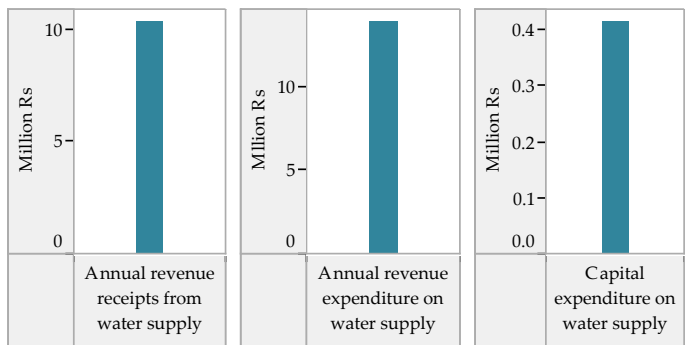 Million Rs
10
5
0
Annual revenue
receipts from
water supply
Mllion Rs
10
5
0
Annual revenue
expenditure on
water supply
Million Rs
0.4
0.3
0.2
0.1
0.0
Capital
expenditure on
water supply